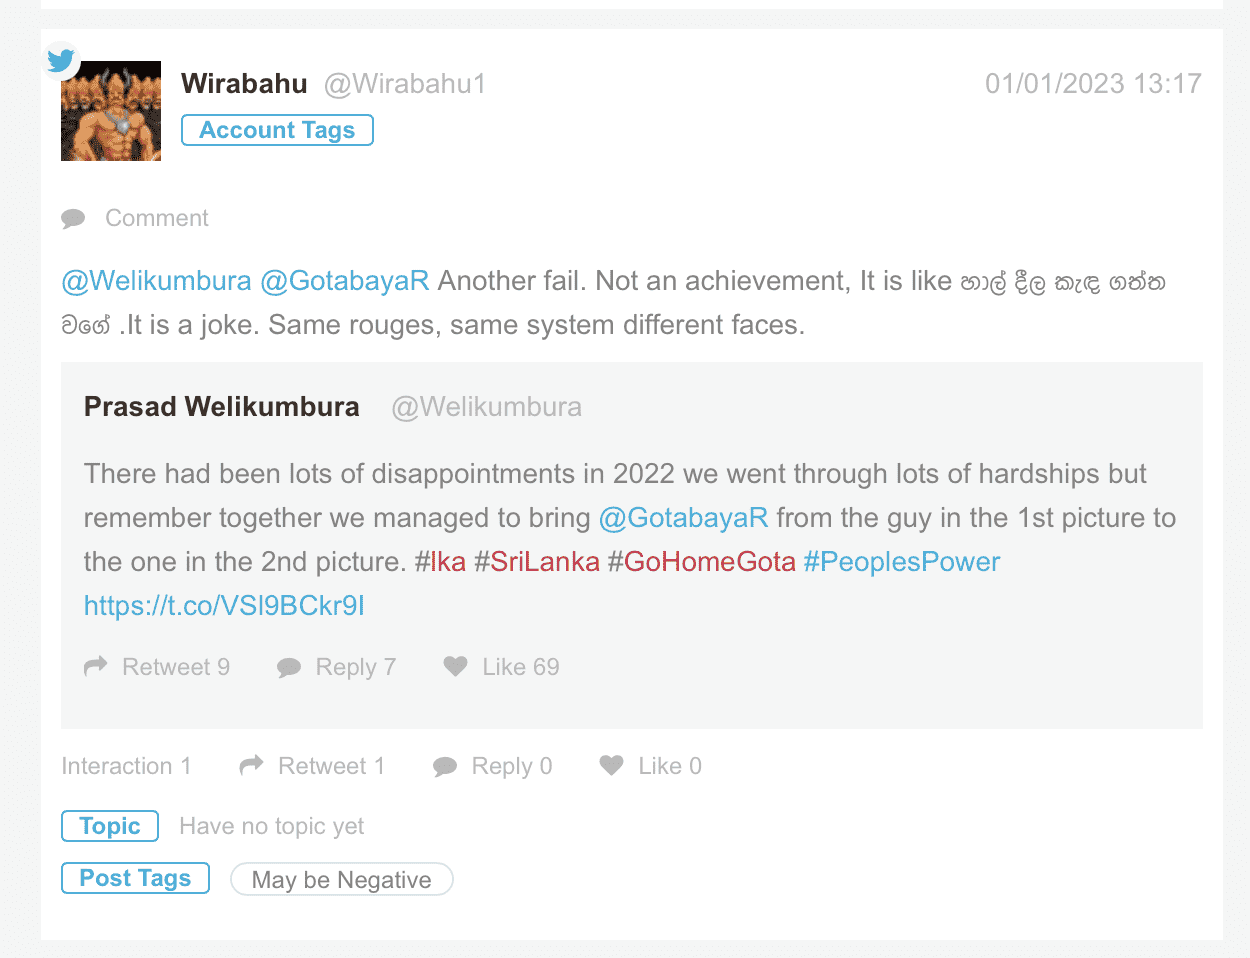 Wirabahu @Wirabahu1 01/01/2023 13:17
Account Tags
Comment
@Welikumbura @GotabayaR Another fail. Not an achievement, It is like හාල් දීල කැඳ ගත්ත
වගේ .It is a joke. Same rouges, same system different faces.
Prasad Welikumbura @Welikumbura
There had been lots of disappointments in 2022 we went through lots of hardships but
remember together we managed to bring @GotabayaR from the guy in the 1st picture to
the one in the 2nd picture. #lka #SriLanka #GoHomeGota #PeoplesPower
https://t.co/VSl9BCkr9I
Retweet 9 Reply 7 Like 69
Interaction 1 Retweet 1 Reply 0 Like 0
Topic Have no topic yet
Post Tags May be Negative